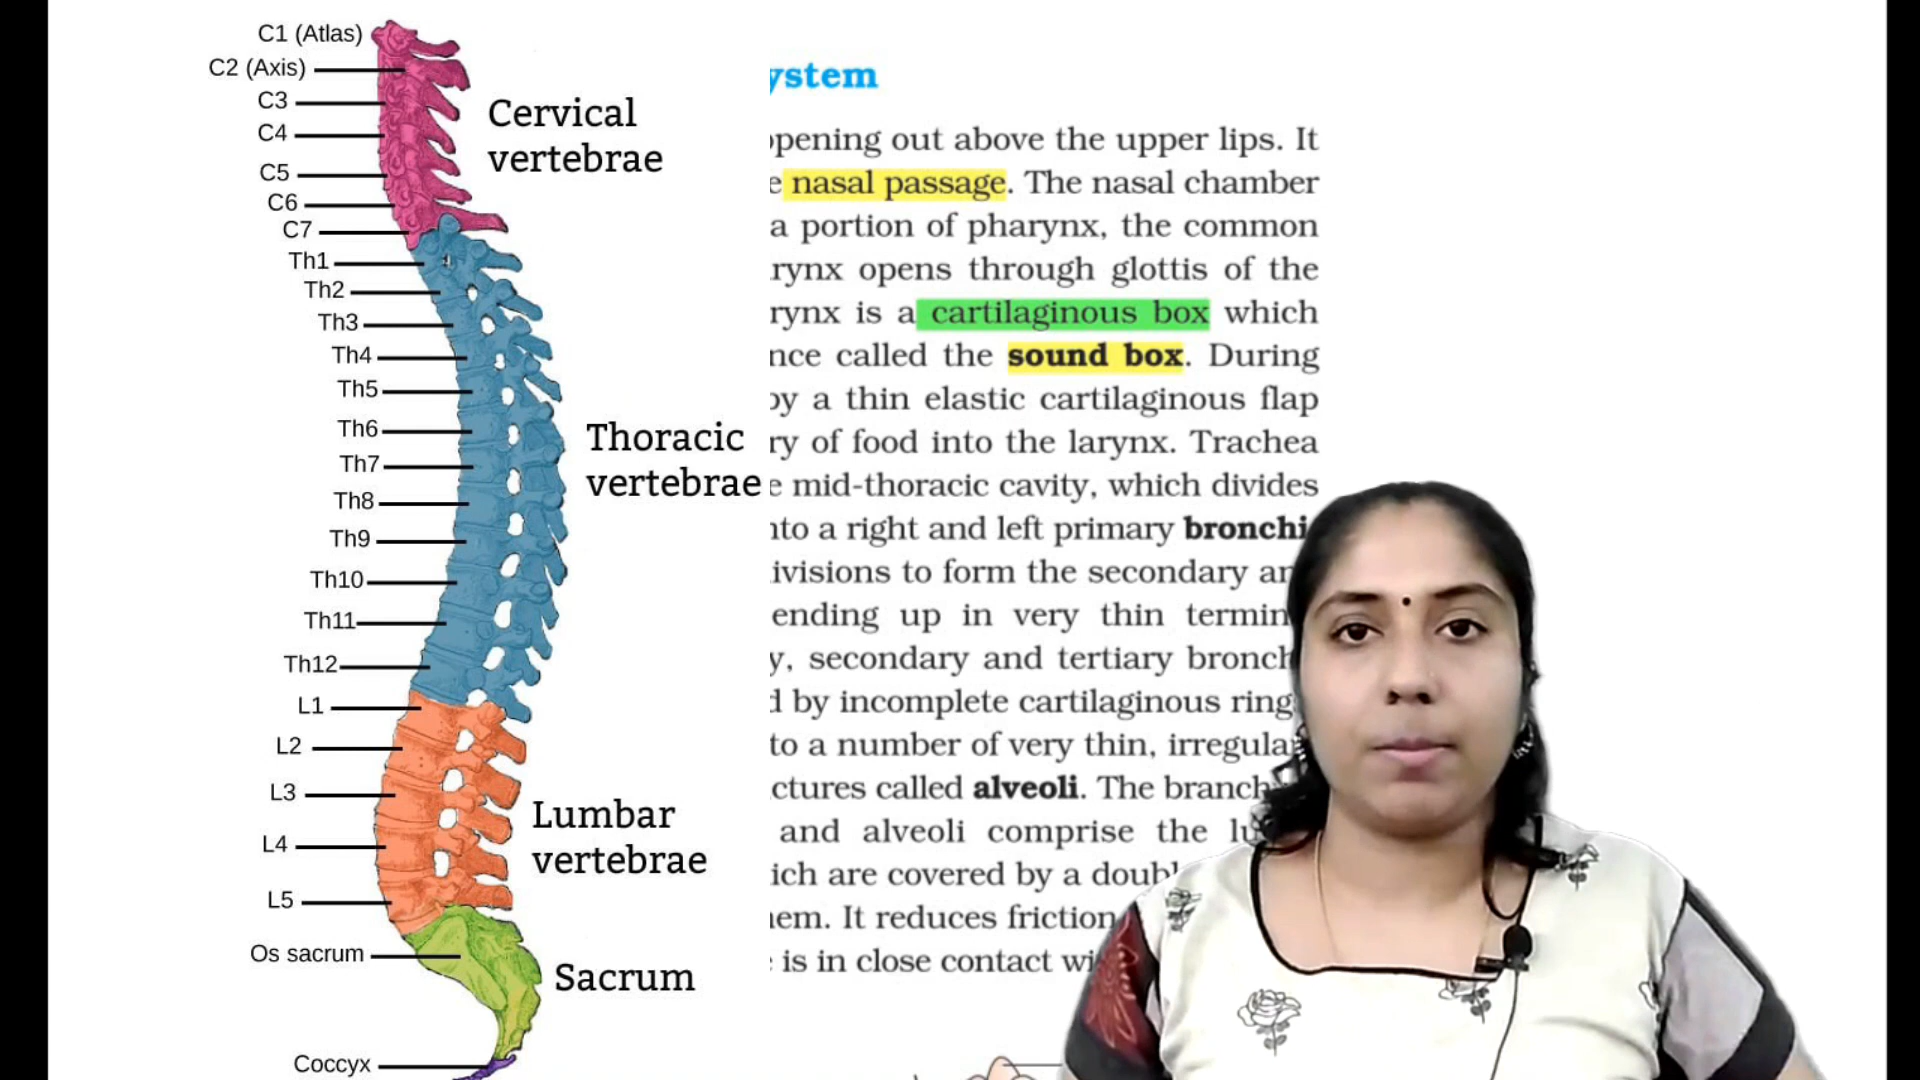 C1 (Atlas)
C2 (Axis)
C3
C4
C5
C6
C7
Th1
Th2
Th3
Th4
Th5
Th6
Th7
Th8
Th9
Th10
Th11
Th12
L1
L2
L3
L4
L5
Os sacrum
Coccyx
Cervical
vertebrae
Thoracic
vertebrae
Lumbar
vertebrae
Sacrum
ystem
pening out above the upper lips. It
e nasal passage. The nasal chamber
a portion of pharynx, the common
rynx opens through glottis of the
rynx is a cartilaginous box which
nce called the sound box. During
by a thin elastic cartilaginous flap
ry of food into the larynx. Trachea
e mid-thoracic cavity, which divides
nto a right and left primary bronchi
ivisions to form the secondary an
ending up in very thin termin
y, secondary and tertiary bronch
d by incomplete cartilaginous ring
to a number of very thin, irregula
ctures called alveoli. The branch
and alveoli comprise the lu
ich are covered by a doubl
em. It reduces friction
is in close contact wi